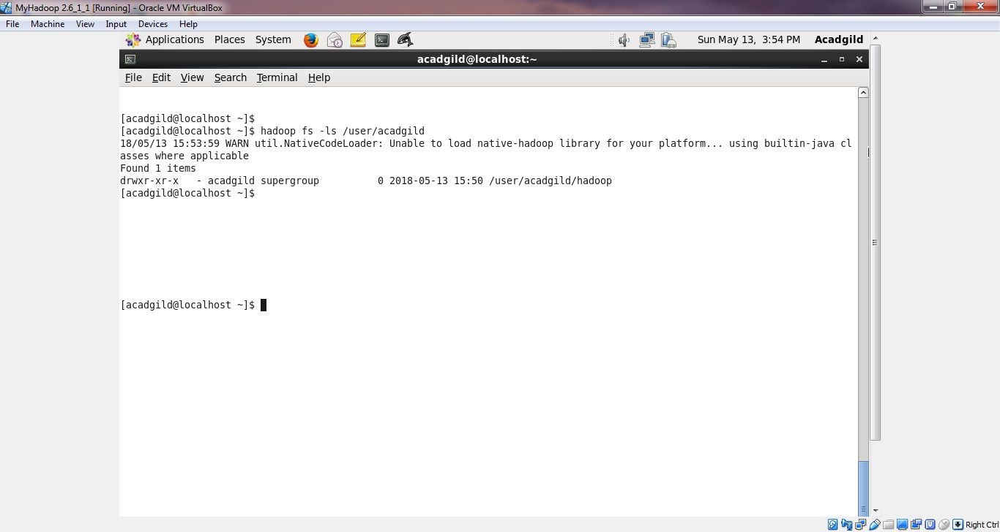 MyHadoop 2.6_1_1 [Running] - Oracle VM VirtualBox
File Machine View Input Devices Help
Applications Places System Sun May 13, 3:54 PM Acadgild
acadgild@localhost:~
File Edit View Search Terminal Help
[acadgild@localhost ~]$
[acadgild@localhost ~]$ hadoop fs -ls /user/acadgild
18/05/13 15:53:59 WARN util.NativeCodeLoader: Unable to load native-hadoop library for your platform... using builtin-java cl
asses where applicable
Found 1 items
drwxr-xr-x   - acadgild supergroup          0 2018-05-13 15:50 /user/acadgild/hadoop
[acadgild@localhost ~]$
[acadgild@localhost ~]$
Right Ctrl